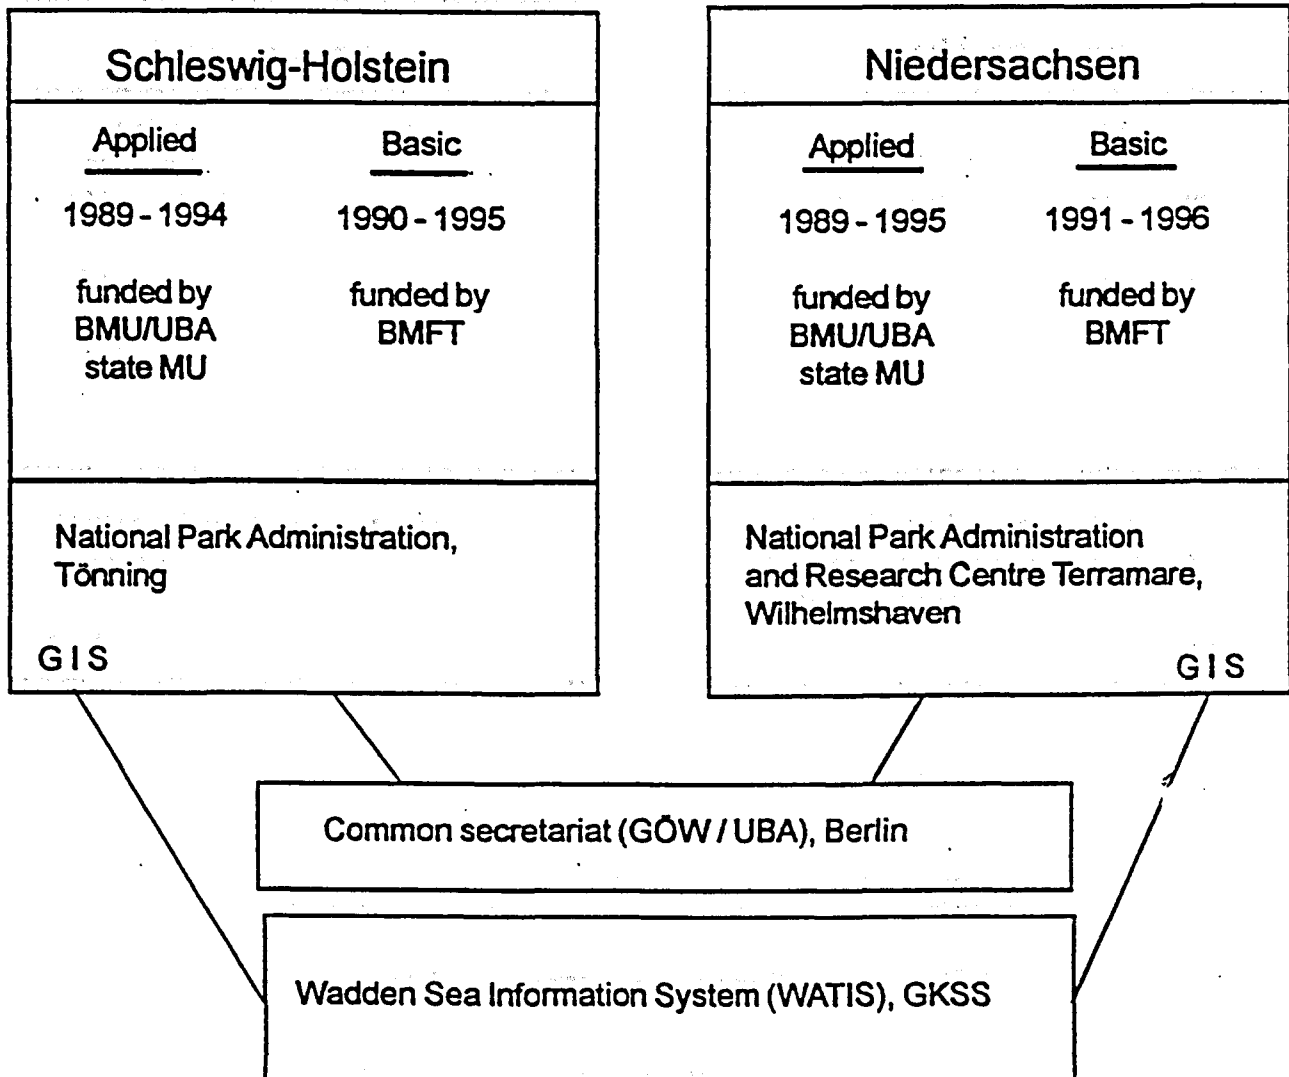 Schleswig-Holstein
Applied
Basic
1989 - 1994
1990 - 1995
funded by
BMU/UBA
state MU
funded by
BMFT
National Park Administration,
Tönning
GIS
Niedersachsen
Applied
Basic
1989 - 1995
1991 - 1996
funded by
BMU/UBA
state MU
funded by
BMFT
National Park Administration
and Research Centre Terramare,
Wilhelmshaven
GIS
Common secretariat (GÖW / UBA), Berlin
Wadden Sea Information System (WATIS), GKSS